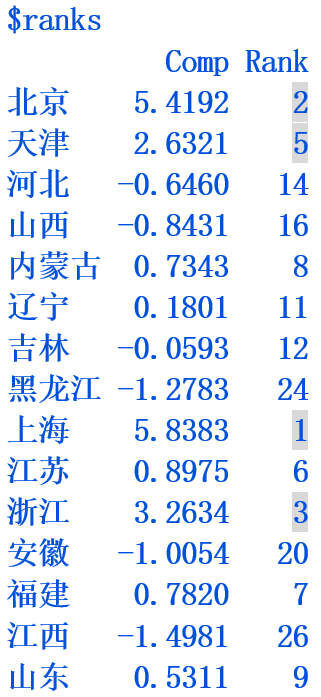 $ranks
Comp Rank
北京 5.4192 2
天津 2.6321 5
河北 -0.6460 14
山西 -0.8431 16
内蒙古 0.7343 8
辽宁 0.1801 11
吉林 -0.0593 12
黑龙江 -1.2783 24
上海 5.8383 1
江苏 0.8975 6
浙江 3.2634 3
安徽 -1.0054 20
福建 0.7820 7
江西 -1.4981 26
山东 0.5311 9